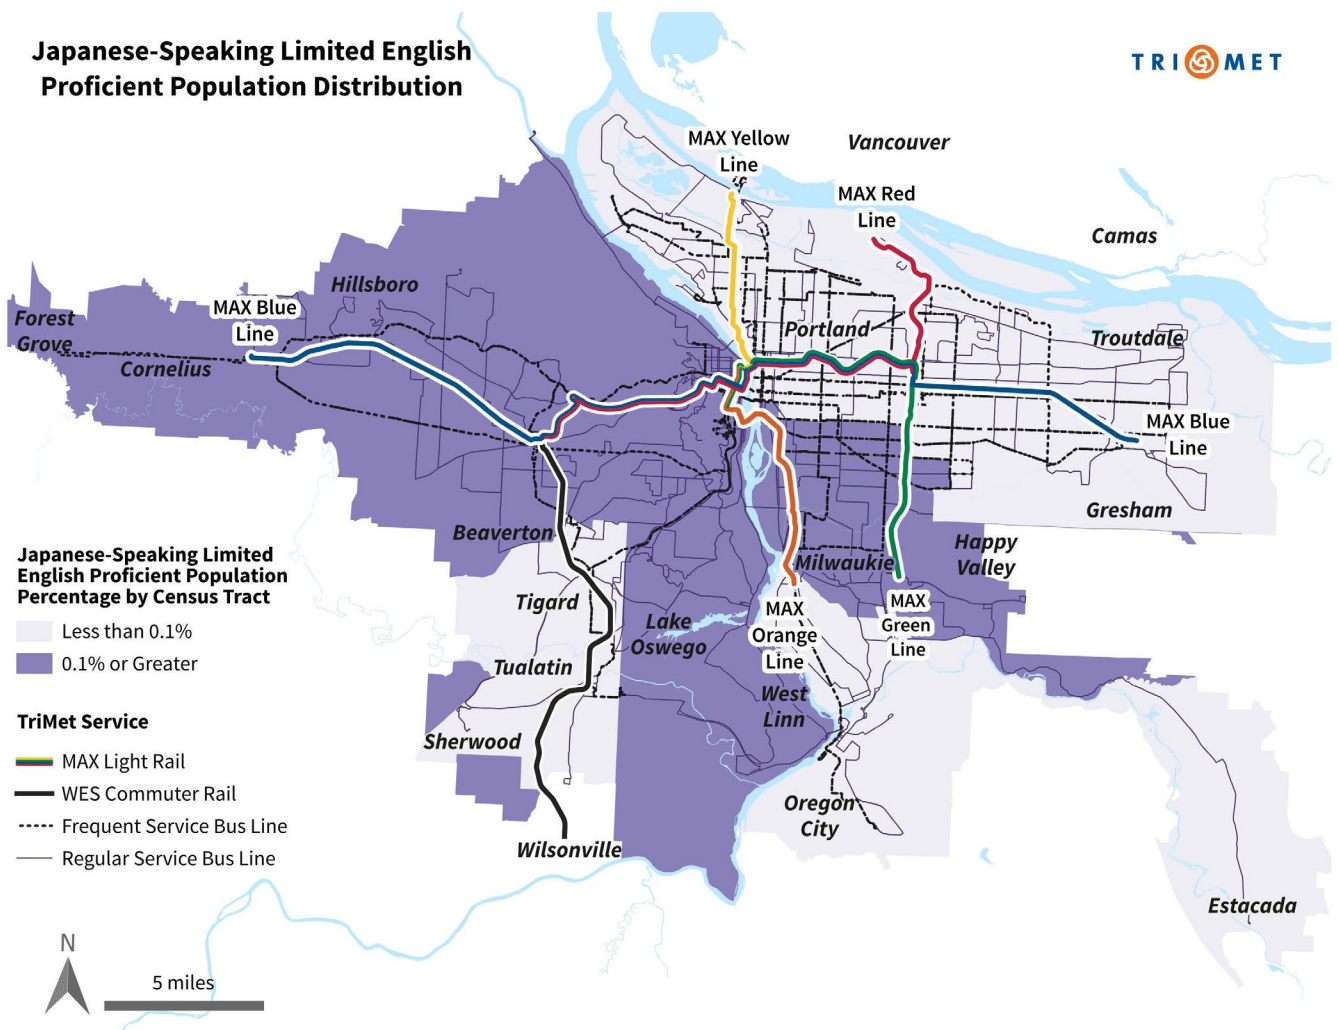 Japanese-Speaking Limited English
Proficient Population Distribution
TRI MET
MAX Yellow
Line
Vancouver
MAX Red
Line
Camas
Hillsboro
MAX Blue
Line
Forest
Grove
Cornelius
Portland
Troutdale
MAX Blue
Line
Gresham
Beaverton
Happy
Valley
Milwaukie
Tigard
MAX
Orange
Line
MAX
Green
Line
Lake
Oswego
Tualatin
West
Linn
Sherwood
Oregon
City
Wilsonville
Estacada
Japanese-Speaking Limited
English Proficient Population
Percentage by Census Tract
Less than 0.1%
0.1% or Greater
TriMet Service
MAX Light Rail
WES Commuter Rail
Frequent Service Bus Line
Regular Service Bus Line
N
5 miles